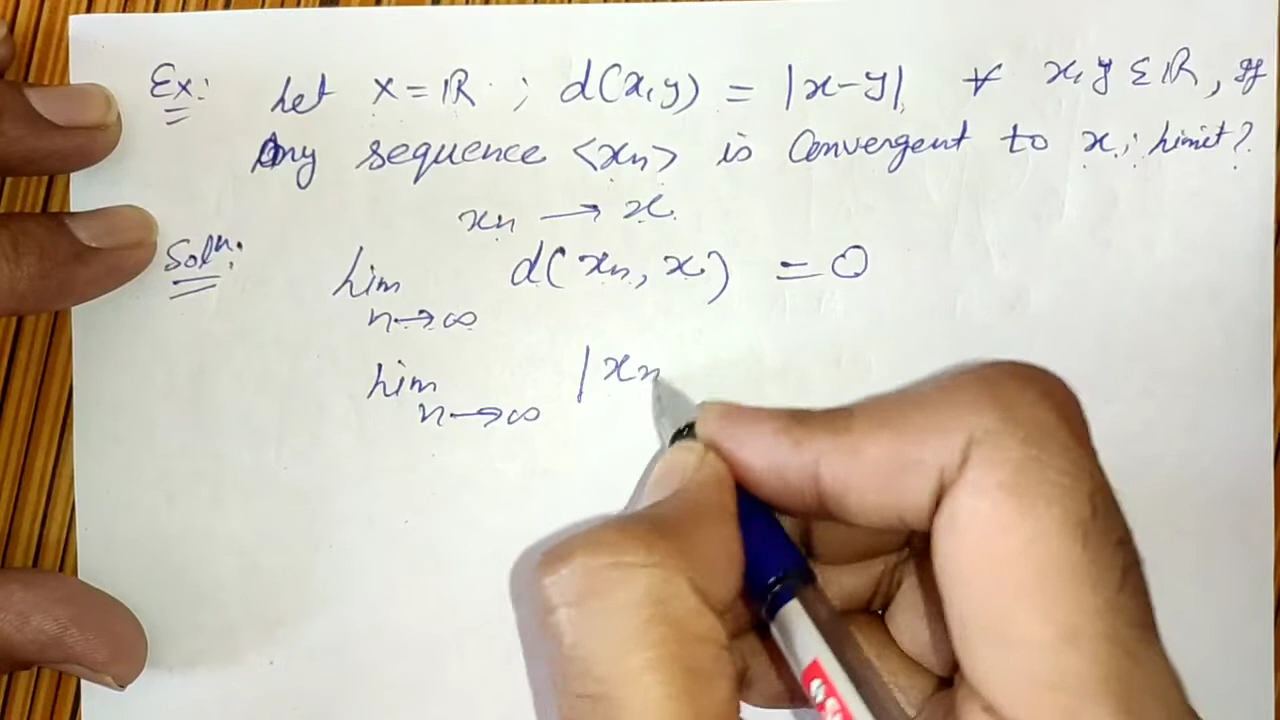 Ex: Let X = ℝ ; d(x,y) = |x-y| ∀ x,y ∈ ℝ, if
Any sequence <xn> is Convergent to x; limit?
xn → x
Soln:
lim n→∞ d(xn, x) = 0
lim n→∞ |xn